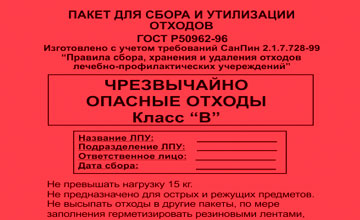 ПАКЕТ ДЛЯ СБОРА И УТИЛИЗАЦИИ
ОТХОДОВ
ГОСТ Р50962-96
Изготовлено с учетом требований СанПин 2.1.7.728-99
"Правила сбора, хранения и удаления отходов
лечебно-профилактических учереждений"
ЧРЕЗВЫЧАЙНО
ОПАСНЫЕ ОТХОДЫ
Класс “В”
Название ЛПУ:
Подразделение ЛПУ:
Ответственное лицо:
Дата сбора:
Не превышать нагрузку 15 кг.
Не предназначено для острых и режущих предметов.
Не высыпать отходы в другие пакеты, по мере
заполнения герметизировать резиновыми лентами,